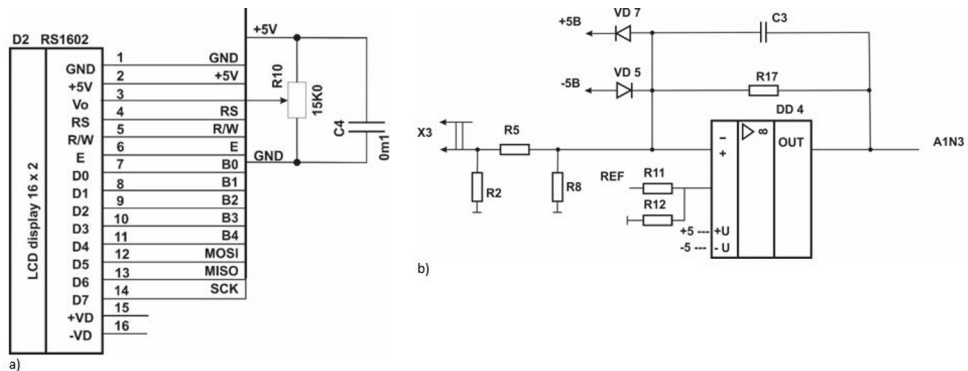 D2 RS1602
LCD display 16 x 2
+5V
1 GND
GND
2 +5V
+5V
3
Vo
4 RS
RS
5 R/W
R/W
6 E
E
7 B0
D0
8 B1
D1
9 B2
D2
10 B3
D3
11 B4
D4
12 MOSI
D5
13 MISO
D6
14 SCK
D7
15
+VD
16
-VD
R10
15K0
C4
0m1
GND
a)
VD 7
+5B
C3
VD 5
-5B
R17
DD 4
X3
R5
R2
R8
REF
R11
R12
−
+
▷ ∞
OUT
A1N3
+5 --- +U
-5 --- - U
b)